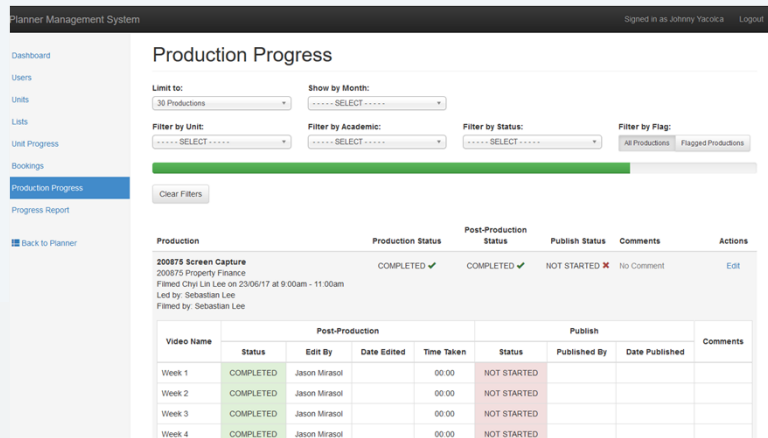 Planner Management System
Signed in as Johnny Yacoica Logout
Dashboard
Users
Units
Lists
Unit Progress
Bookings
Production Progress
Progress Report
Back to Planner
Production Progress
Limit to: Show by Month:
30 Productions - - - - - SELECT - - - - -
Filter by Unit: Filter by Academic: Filter by Status: Filter by Flag:
- - - - - SELECT - - - - - - - - - - SELECT - - - - - - - - - - SELECT - - - - - All Productions Flagged Productions
Clear Filters
Production Production Status Post-Production Status Publish Status Comments Actions
200875 Screen Capture COMPLETED COMPLETED NOT STARTED No Comment Edit
200875 Property Finance
Filmed Chyi Lin Lee on 23/06/17 at 9:00am - 11:00am
Led by: Sebastian Lee
Filmed by: Sebastian Lee
Video Name Post-Production Publish Comments
Status Edit By Date Edited Time Taken Status Published By Date Published
Week 1 COMPLETED Jason Mirasol 00:00 NOT STARTED
Week 2 COMPLETED Jason Mirasol 00:00 NOT STARTED
Week 3 COMPLETED Jason Mirasol 00:00 NOT STARTED
Week 4 COMPLETED Jason Mirasol 00:00 NOT STARTED